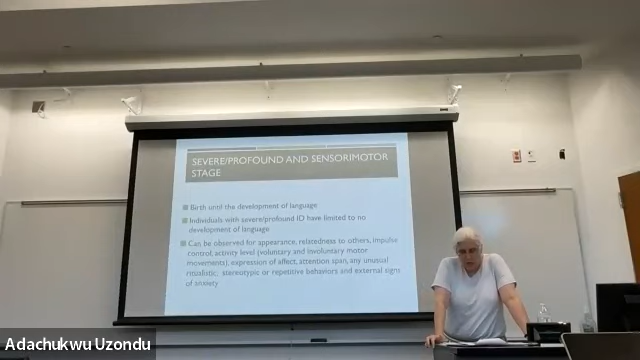 SEVERE/PROFOUND AND SENSORIMOTOR
STAGE
Birth until the development of language
Individuals with severe/profound ID have limited to no
development of language
Can be observed for appearance, relatedness to others, impulse
control, activity level (voluntary and involuntary motor
movements), expression of affect, attention span, any unusual
ritualistic, stereotypic or repetitive behaviors and external signs
of anxiety
Adachukwu Uzondu